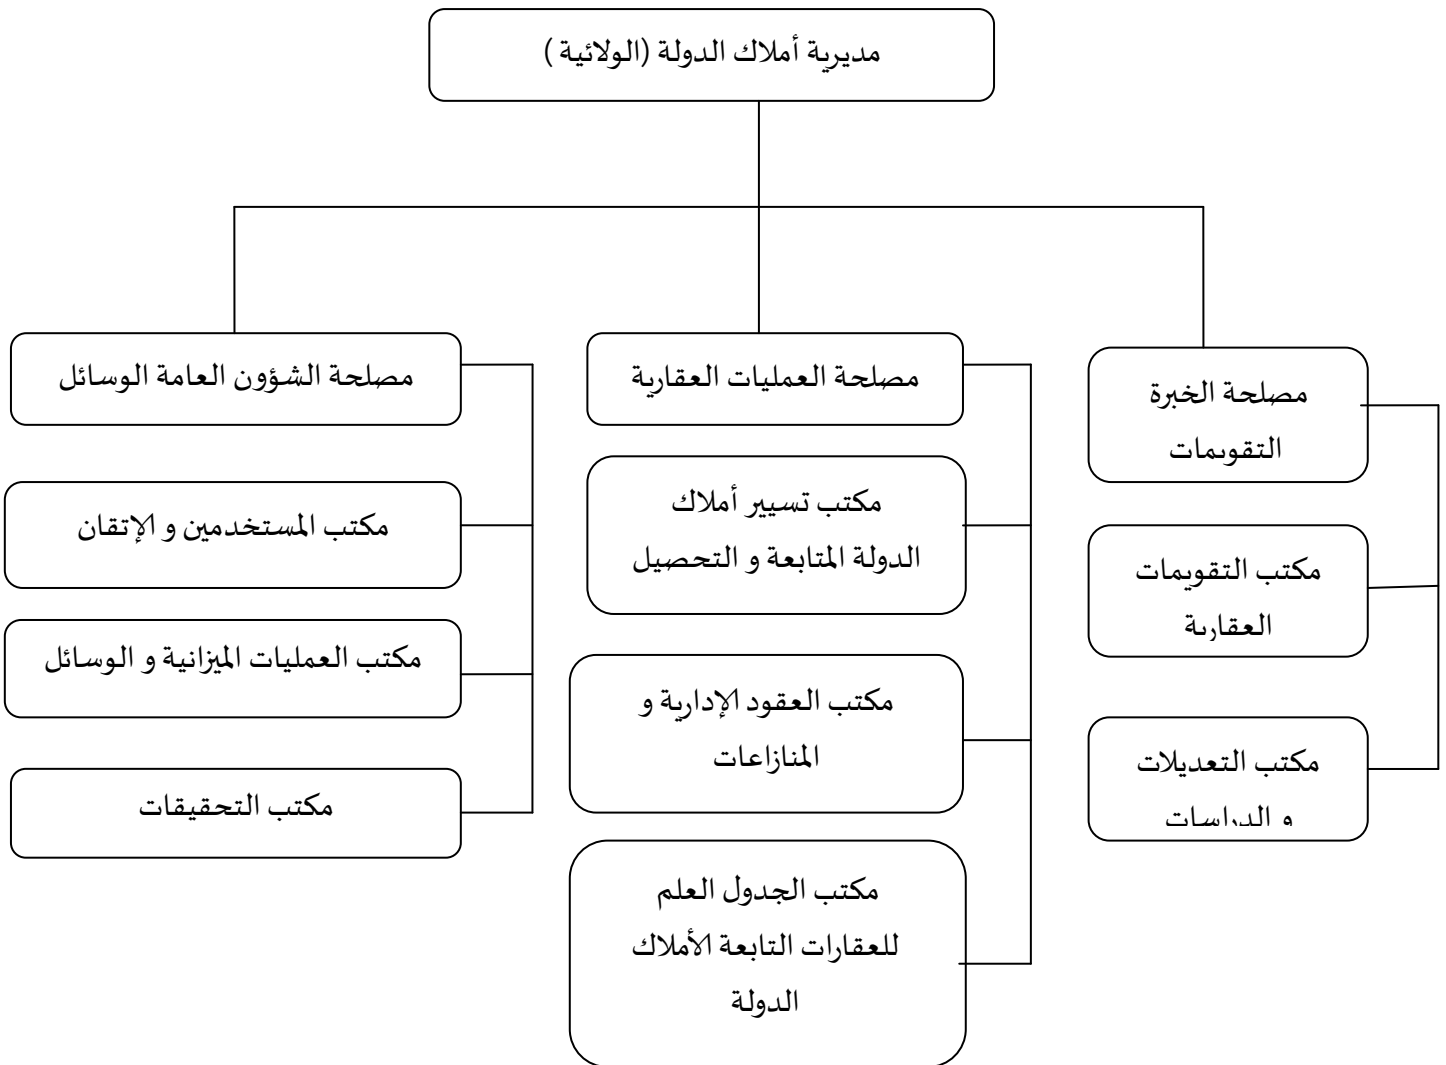 مديرية أملاك الدولة (الولائية )
مصلحة الخبرة
التقويمات
مكتب التقويمات
العقارية
مكتب التعديلات
و الدراسات
مصلحة العمليات العقارية
مكتب تسيير أملاك
الدولة المتابعة و التحصيل
مكتب العقود الإدارية و
المنازاعات
مكتب الجدول العلم
للعقارات التابعة الأملاك
الدولة
مصلحة الشؤون العامة الوسائل
مكتب المستخدمين و الإتقان
مكتب العمليات الميزانية و الوسائل
مكتب التحقيقات